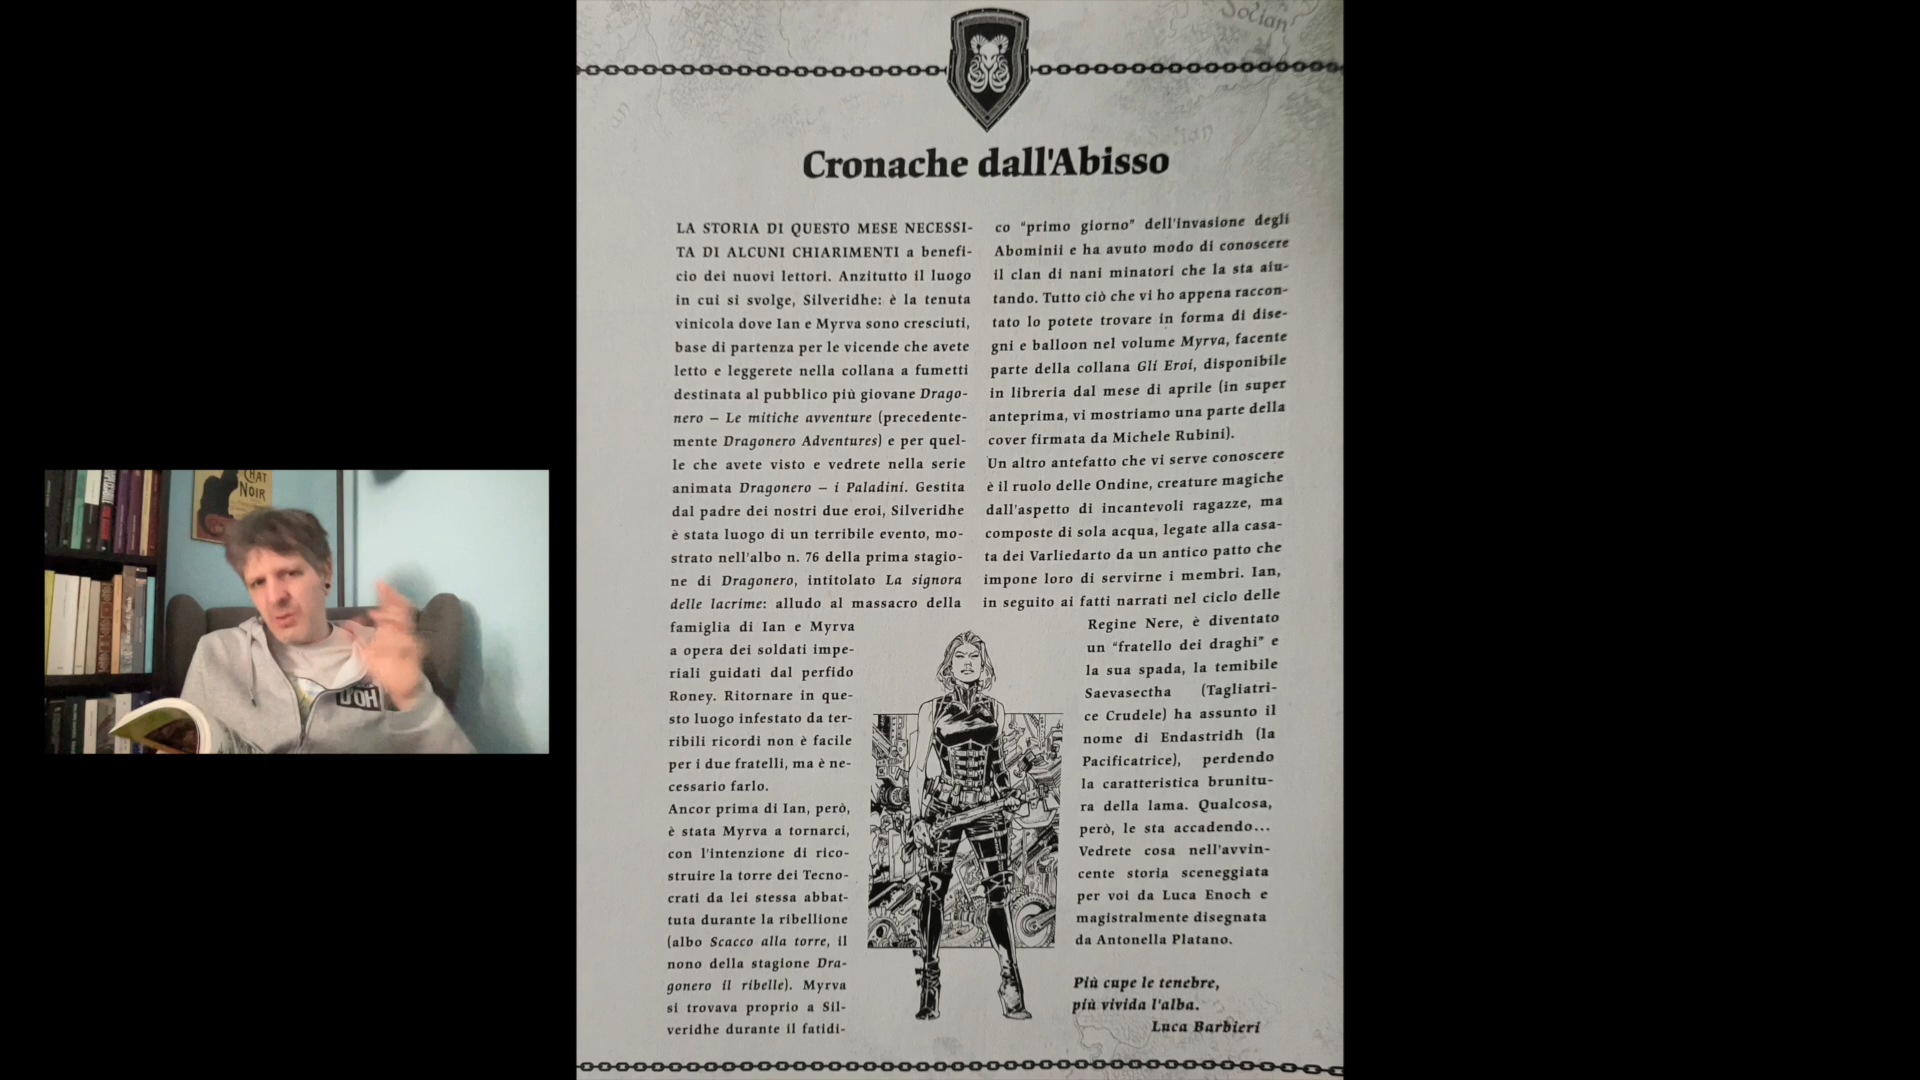 Solian
Solian
Cronache dall'Abisso
LA STORIA DI QUESTO MESE NECESSI-
TA DI ALCUNI CHIARIMENTI a benefi-
cio dei nuovi lettori. Anzitutto il luogo
in cui si svolge, Silveridhe: è la tenuta
vinicola dove Ian e Myrva sono cresciuti,
base di partenza per le vicende che avete
letto e leggerete nella collana a fumetti
destinata al pubblico più giovane Drago-
nero – Le mitiche avventure (precedente-
mente Dragonero Adventures) e per quel-
le che avete visto e vedrete nella serie
animata Dragonero – i Paladini. Gestita
dal padre dei nostri due eroi, Silveridhe
è stata luogo di un terribile evento, mo-
strato nell'albo n. 76 della prima stagio-
ne di Dragonero, intitolato La signora
delle lacrime: alludo al massacro della
famiglia di Ian e Myrva
a opera dei soldati impe-
riali guidati dal perfido
Roney. Ritornare in que-
sto luogo infestato da ter-
ribili ricordi non è facile
per i due fratelli, ma è ne-
cessario farlo.
Ancor prima di Ian, però,
è stata Myrva a tornarci,
con l'intenzione di rico-
struire la torre dei Tecno-
crati da lei stessa abbat-
tuta durante la ribellione
(albo Scacco alla torre, il
nono della stagione Dra-
gonero il ribelle). Myrva
si trovava proprio a Sil-
veridhe durante il fatidi-
co "primo giorno" dell'invasione degli
Abominii e ha avuto modo di conoscere
il clan di nani minatori che la sta aiu-
tando. Tutto ciò che vi ho appena raccon-
tato lo potete trovare in forma di dise-
gni e balloon nel volume Myrva, facente
parte della collana Gli Eroi, disponibile
in libreria dal mese di aprile (in super
anteprima, vi mostriamo una parte della
cover firmata da Michele Rubini).
Un altro antefatto che vi serve conoscere
è il ruolo delle Ondine, creature magiche
dall'aspetto di incantevoli ragazze, ma
composte di sola acqua, legate alla casa-
ta dei Varliedarto da un antico patto che
impone loro di servirne i membri. Ian,
in seguito ai fatti narrati nel ciclo delle
Regine Nere, è diventato
un "fratello dei draghi" e
la sua spada, la temibile
Saevasectha (Tagliatri-
ce Crudele) ha assunto il
nome di Endastridh (la
Pacificatrice), perdendo
la caratteristica brunitu-
ra della lama. Qualcosa,
però, le sta accadendo...
Vedrete cosa nell'avvin-
cente storia sceneggiata
per voi da Luca Enoch e
magistralmente disegnata
da Antonella Platano.
Più cupe le tenebre,
più vivida l'alba.
Luca Barbieri
CHAT
NOIR
D'OH